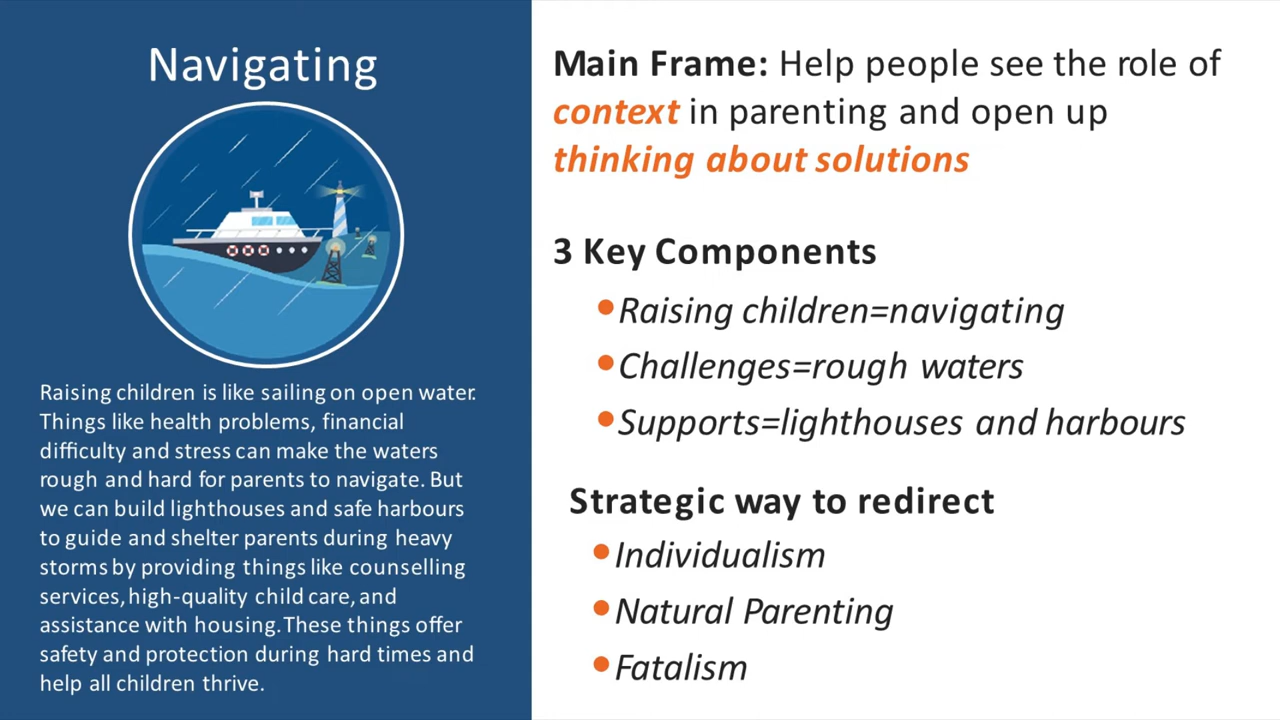 Navigating
Raising children is like sailing on open water.
Things like health problems, financial
difficulty and stress can make the waters
rough and hard for parents to navigate. But
we can build lighthouses and safe harbours
to guide and shelter parents during heavy
storms by providing things like counselling
services, high-quality child care, and
assistance with housing. These things offer
safety and protection during hard times and
help all children thrive.
Main Frame: Help people see the role of
context in parenting and open up
thinking about solutions
3 Key Components
•Raising children=navigating
•Challenges=rough waters
•Supports=lighthouses and harbours
Strategic way to redirect
•Individualism
•Natural Parenting
•Fatalism